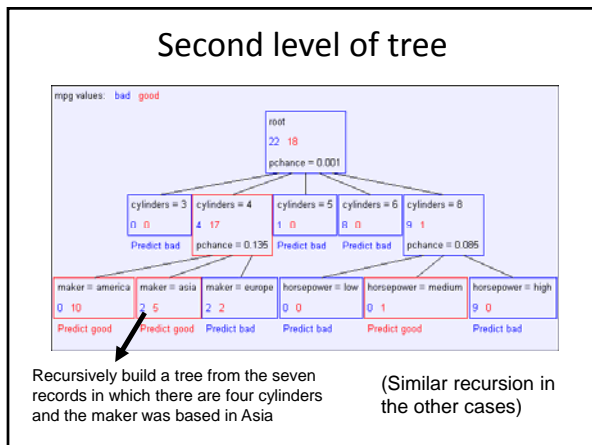 Second level of tree
mpg values: bad good
root
22 18
pchance = 0.001
cylinders = 3 cylinders = 4 cylinders = 5 cylinders = 6 cylinders = 8
0 0 4 17 1 0 8 0 9 1
Predict bad pchance = 0.135 Predict bad Predict bad pchance = 0.085
maker = america maker = asia maker = europe horsepower = low horsepower = medium horsepower = high
0 10 2 5 2 2 0 0 0 1 9 0
Predict good Predict good Predict bad Predict bad Predict good Predict bad
Recursively build a tree from the seven
records in which there are four cylinders
and the maker was based in Asia
(Similar recursion in
the other cases)